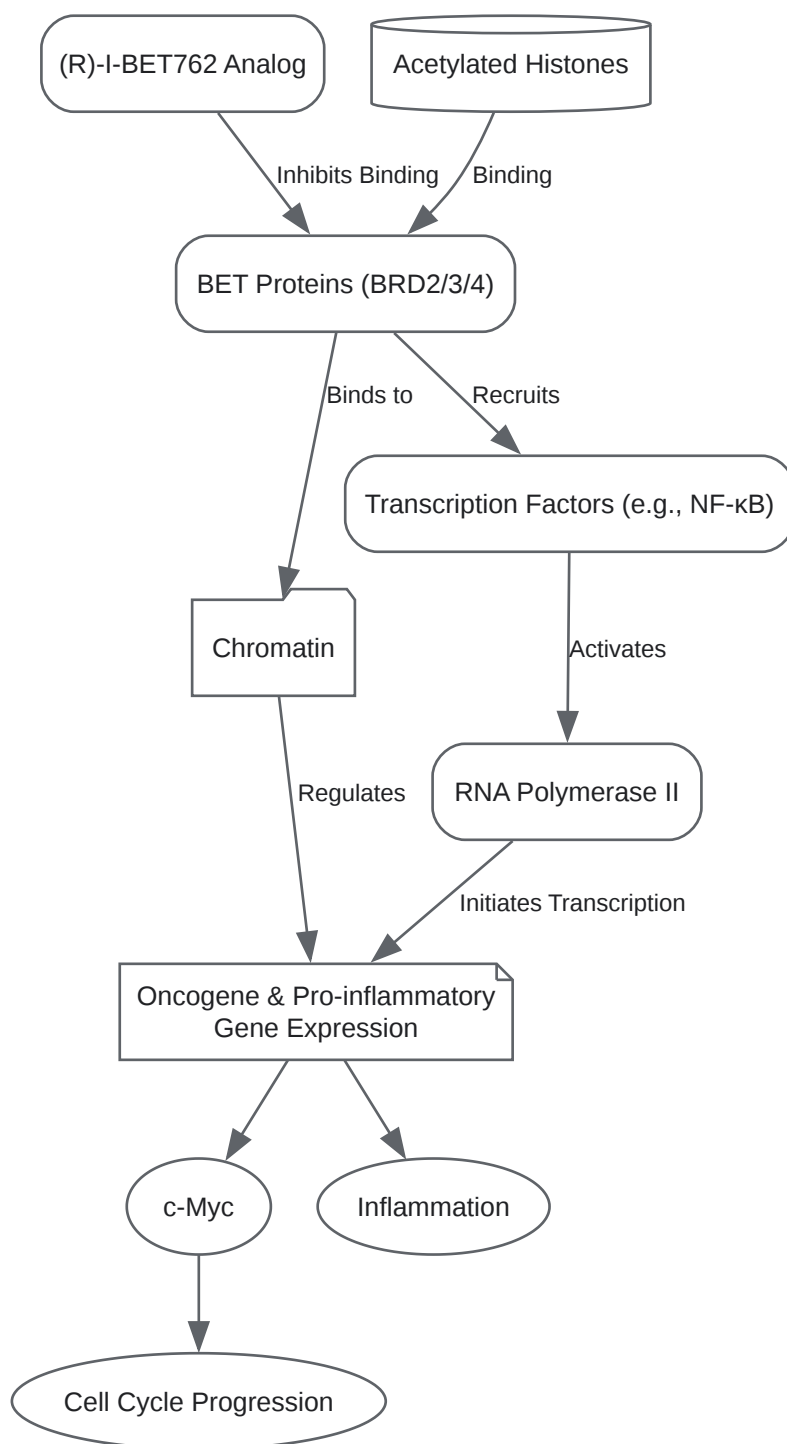 (R)-I-BET762 Analog
Acetylated Histones
Inhibits Binding
Binding
BET Proteins (BRD2/3/4)
Binds to
Recruits
Transcription Factors (e.g., NF-κB)
Chromatin
Activates
Regulates
RNA Polymerase II
Initiates Transcription
Oncogene & Pro-inflammatory
Gene Expression
c-Myc
Inflammation
Cell Cycle Progression